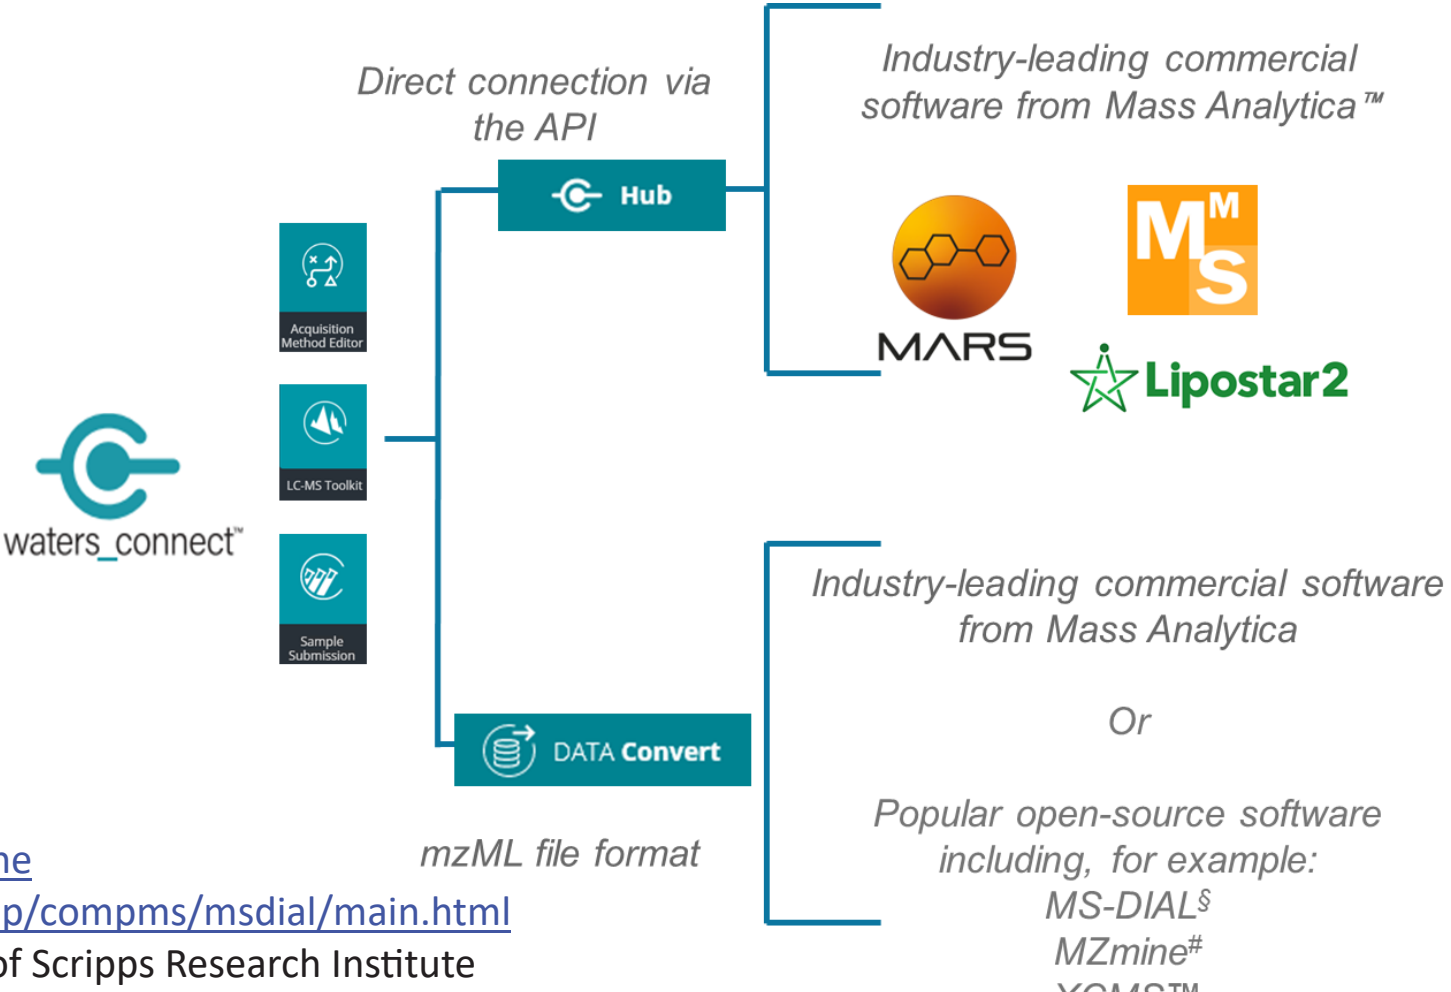 Direct connection via
the API
Hub
Industry-leading commercial
software from Mass Analytica™
MARS
MMS
Lipostar2
Acquisition
Method Editor
LC-MS Toolkit
Sample
Submission
waters_connect™
DATA Convert
mzML file format
Industry-leading commercial software
from Mass Analytica
Or
Popular open-source software
including, for example:
MS-DIAL§
MZmine#
ne
p/compms/msdial/main.html
of Scripps Research Institute